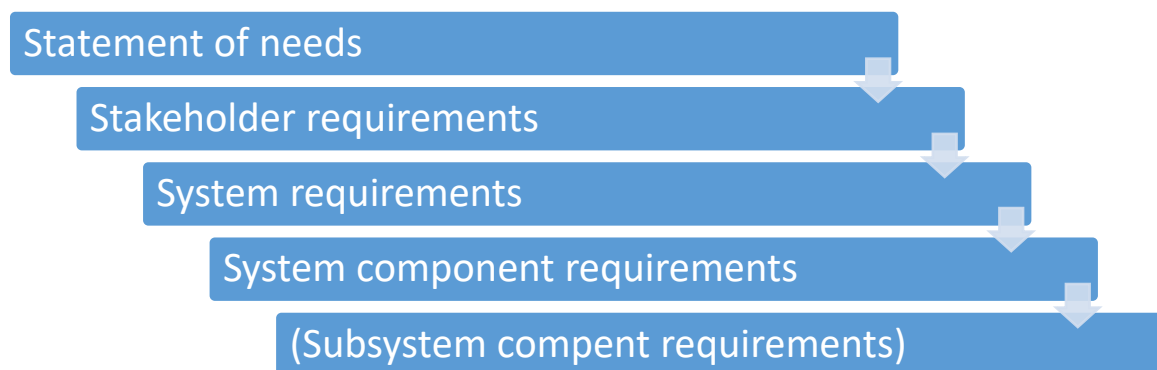 Statement of needs
Stakeholder requirements
System requirements
System component requirements
(Subsystem compent requirements)